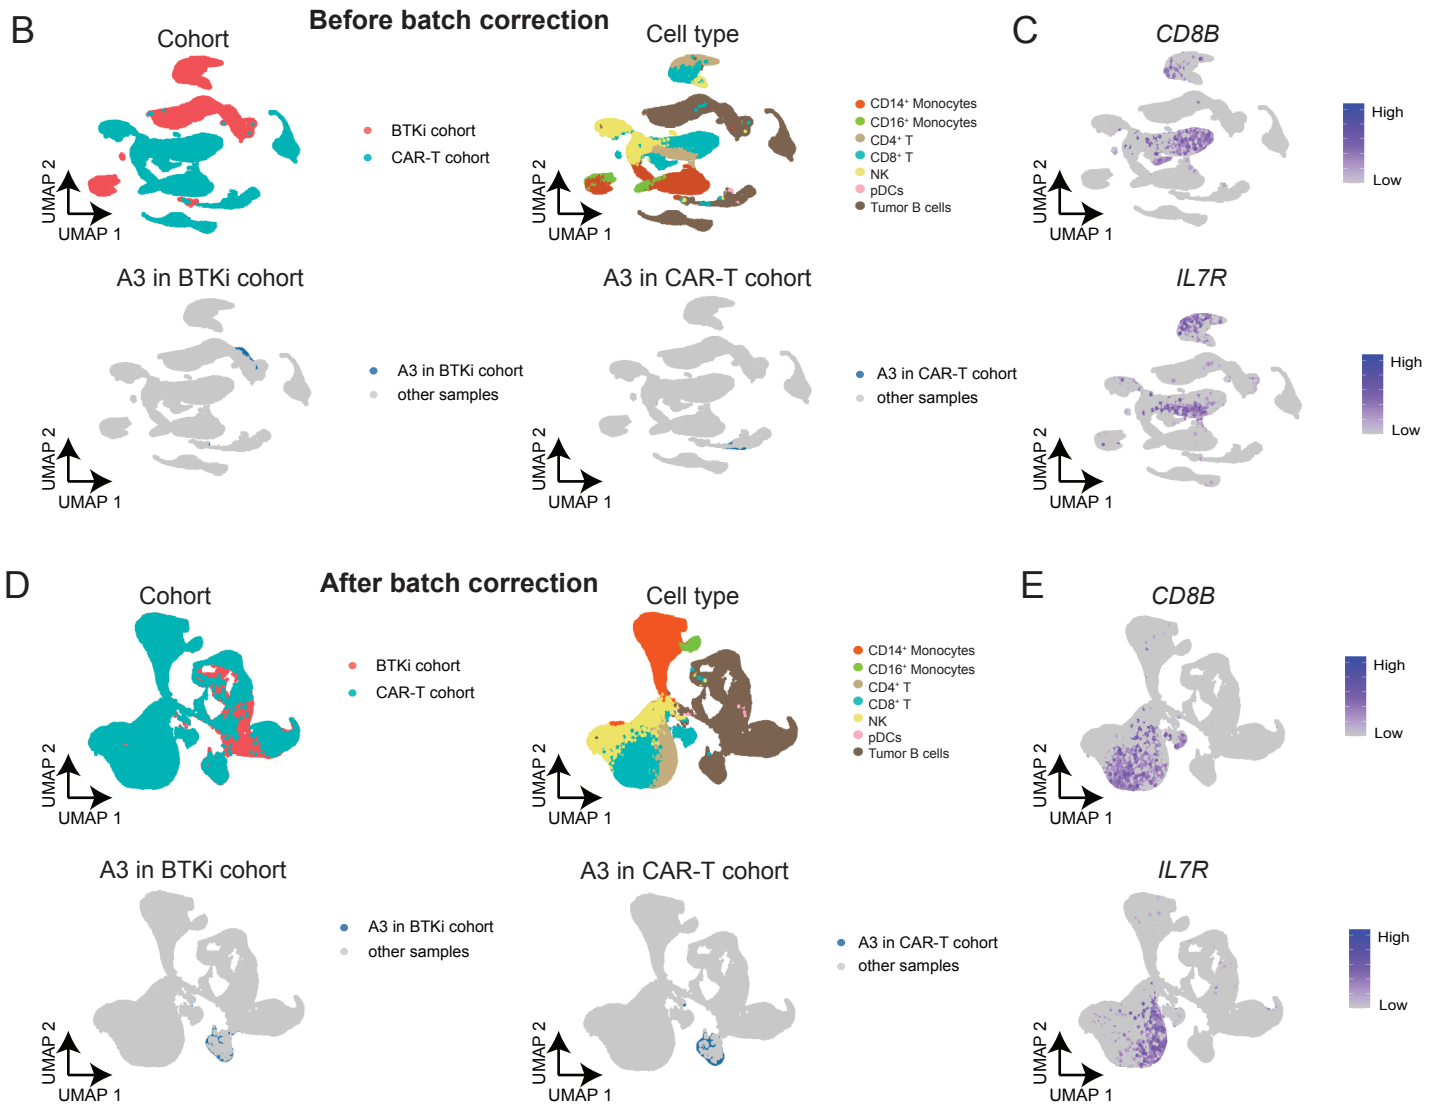 B
Before batch correction
C
Cohort
Cell type
CD8B
BTKi cohort
CAR-T cohort
CD14⁺ Monocytes
CD16⁺ Monocytes
CD4⁺ T
CD8⁺ T
NK
pDCs
Tumor B cells
High
Low
UMAP 2
UMAP 1
UMAP 2
UMAP 1
UMAP 2
UMAP 1
A3 in BTKi cohort
A3 in CAR-T cohort
IL7R
A3 in BTKi cohort
other samples
A3 in CAR-T cohort
other samples
High
Low
UMAP 2
UMAP 1
UMAP 2
UMAP 1
UMAP 2
UMAP 1
D
After batch correction
E
Cohort
Cell type
CD8B
BTKi cohort
CAR-T cohort
CD14⁺ Monocytes
CD16⁺ Monocytes
CD4⁺ T
CD8⁺ T
NK
pDCs
Tumor B cells
High
Low
UMAP 2
UMAP 1
UMAP 2
UMAP 1
UMAP 2
UMAP 1
A3 in BTKi cohort
A3 in CAR-T cohort
IL7R
A3 in BTKi cohort
other samples
A3 in CAR-T cohort
other samples
High
Low
UMAP 2
UMAP 1
UMAP 2
UMAP 1
UMAP 2
UMAP 1